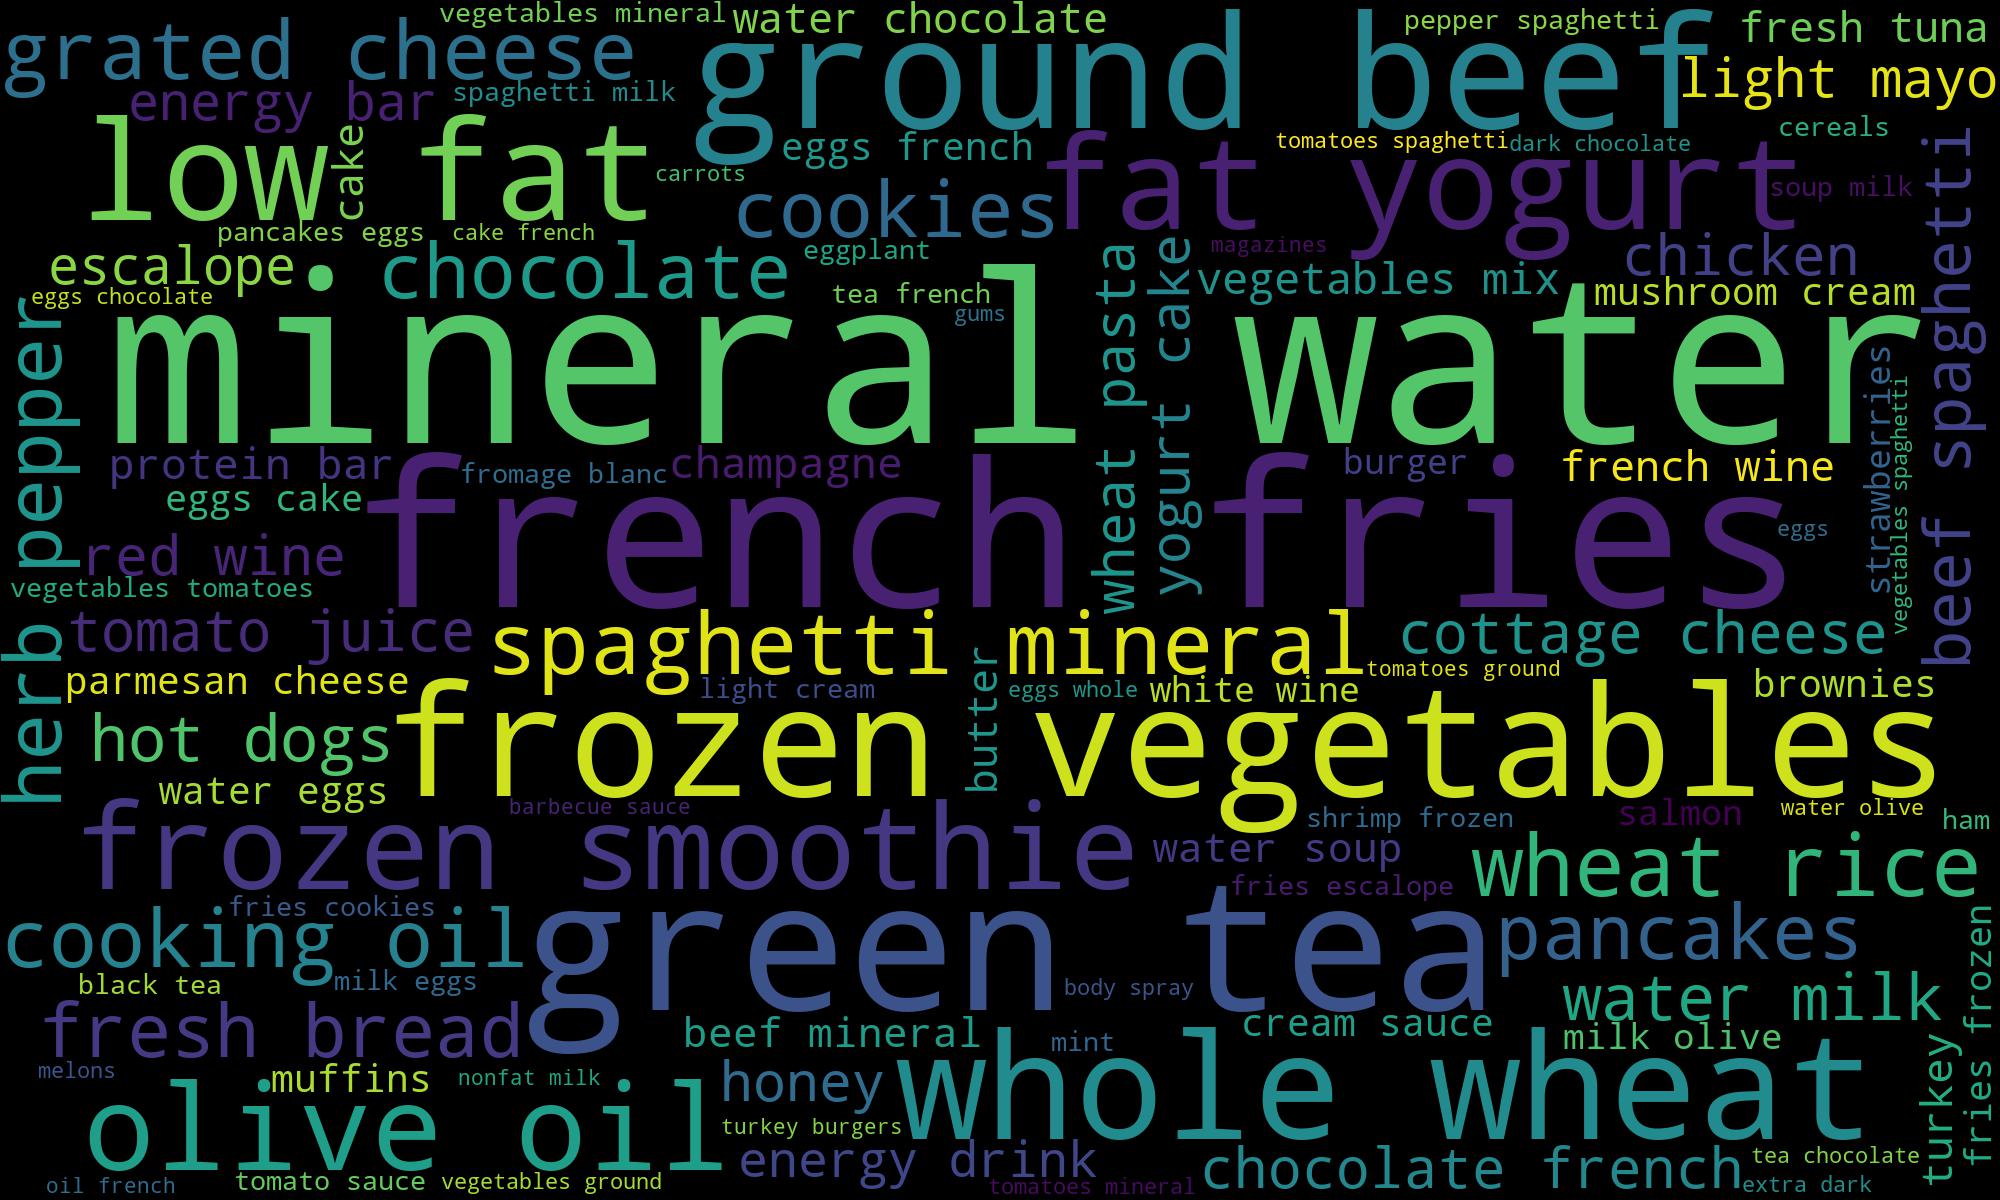 vegetables mineral
water chocolate
pepper spaghetti
fresh tuna
grated cheese
ground beef
light mayo
energy bar
spaghetti milk
low fat
cake
eggs french
fat yogurt
tomatoes spaghetti
dark chocolate
cereals
carrots
cookies
soup milk
beef spaghetti
pancakes eggs
cake french
escalope
chocolate
eggplant
magazines
chicken
eggs chocolate
tea french
gums
wheat pasta
yogurt cake
vegetables mix
mushroom cream
mineral water
herb pepper
strawberries
vegetables spaghetti
protein bar
fromage blanc
champagne
burger
french wine
eggs cake
french fries
eggs
red wine
vegetables tomatoes
tomato juice
spaghetti mineral
cottage cheese
tomatoes ground
parmesan cheese
light cream
butter
eggs whole
white wine
brownies
hot dogs
frozen vegetables
water eggs
barbecue sauce
shrimp frozen
salmon
water olive
ham
frozen smoothie
water soup
wheat rice
fries escalope
fries cookies
cooking oil
green tea
pancakes
fries frozen
black tea
milk eggs
body spray
water milk
fresh bread
beef mineral
mint
cream sauce
milk olive
turkey
melons
muffins
nonfat milk
honey
whole wheat
olive oil
turkey burgers
energy drink
chocolate french
tea chocolate
oil french
tomato sauce
vegetables ground
tomatoes mineral
extra dark